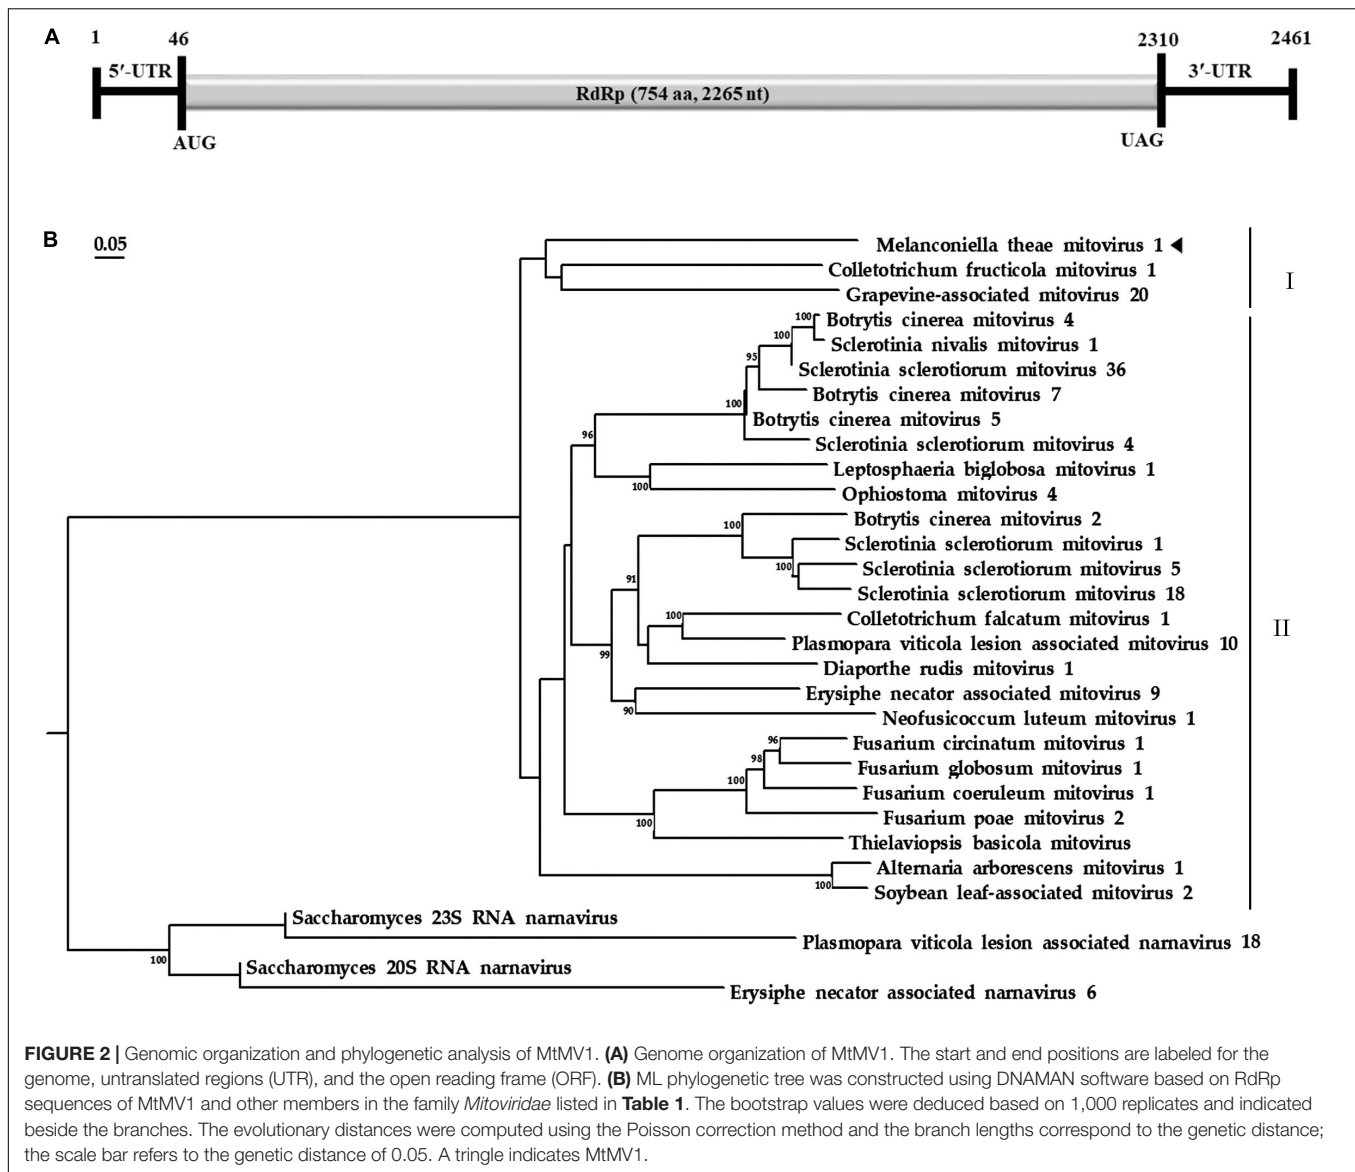 A
1
46
2310
2461
5′-UTR
3′-UTR
RdRp (754 aa, 2265 nt)
AUG
UAG
B
0.05
Melanconiella theae mitovirus 1
Colletotrichum fructicola mitovirus 1
I
Grapevine-associated mitovirus 20
100
Botrytis cinerea mitovirus 4
100
Sclerotinia nivalis mitovirus 1
95
Sclerotinia sclerotiorum mitovirus 36
Botrytis cinerea mitovirus 7
100
Botrytis cinerea mitovirus 5
96
Sclerotinia sclerotiorum mitovirus 4
Leptosphaeria biglobosa mitovirus 1
100
Ophiostoma mitovirus 4
100
Botrytis cinerea mitovirus 2
Sclerotinia sclerotiorum mitovirus 1
100
Sclerotinia sclerotiorum mitovirus 5
91
Sclerotinia sclerotiorum mitovirus 18
100
Colletotrichum falcatum mitovirus 1
II
Plasmopara viticola lesion associated mitovirus 10
99
Diaporthe rudis mitovirus 1
Erysiphe necator associated mitovirus 9
90
Neofusicoccum luteum mitovirus 1
96
Fusarium circinatum mitovirus 1
98
Fusarium globosum mitovirus 1
100
Fusarium coeruleum mitovirus 1
100
Fusarium poae mitovirus 2
Thielaviopsis basicola mitovirus
Alternaria arborescens mitovirus 1
100
Soybean leaf-associated mitovirus 2
Saccharomyces 23S RNA narnavirus
Plasmopara viticola lesion associated narnavirus 18
100
Saccharomyces 20S RNA narnavirus
Erysiphe necator associated narnavirus 6
FIGURE 2 | Genomic organization and phylogenetic analysis of MtMV1. (A) Genome organization of MtMV1. The start and end positions are labeled for the
genome, untranslated regions (UTR), and the open reading frame (ORF). (B) ML phylogenetic tree was constructed using DNAMAN software based on RdRp
sequences of MtMV1 and other members in the family Mitoviridae listed in Table 1. The bootstrap values were deduced based on 1,000 replicates and indicated
beside the branches. The evolutionary distances were computed using the Poisson correction method and the branch lengths correspond to the genetic distance;
the scale bar refers to the genetic distance of 0.05. A tringle indicates MtMV1.